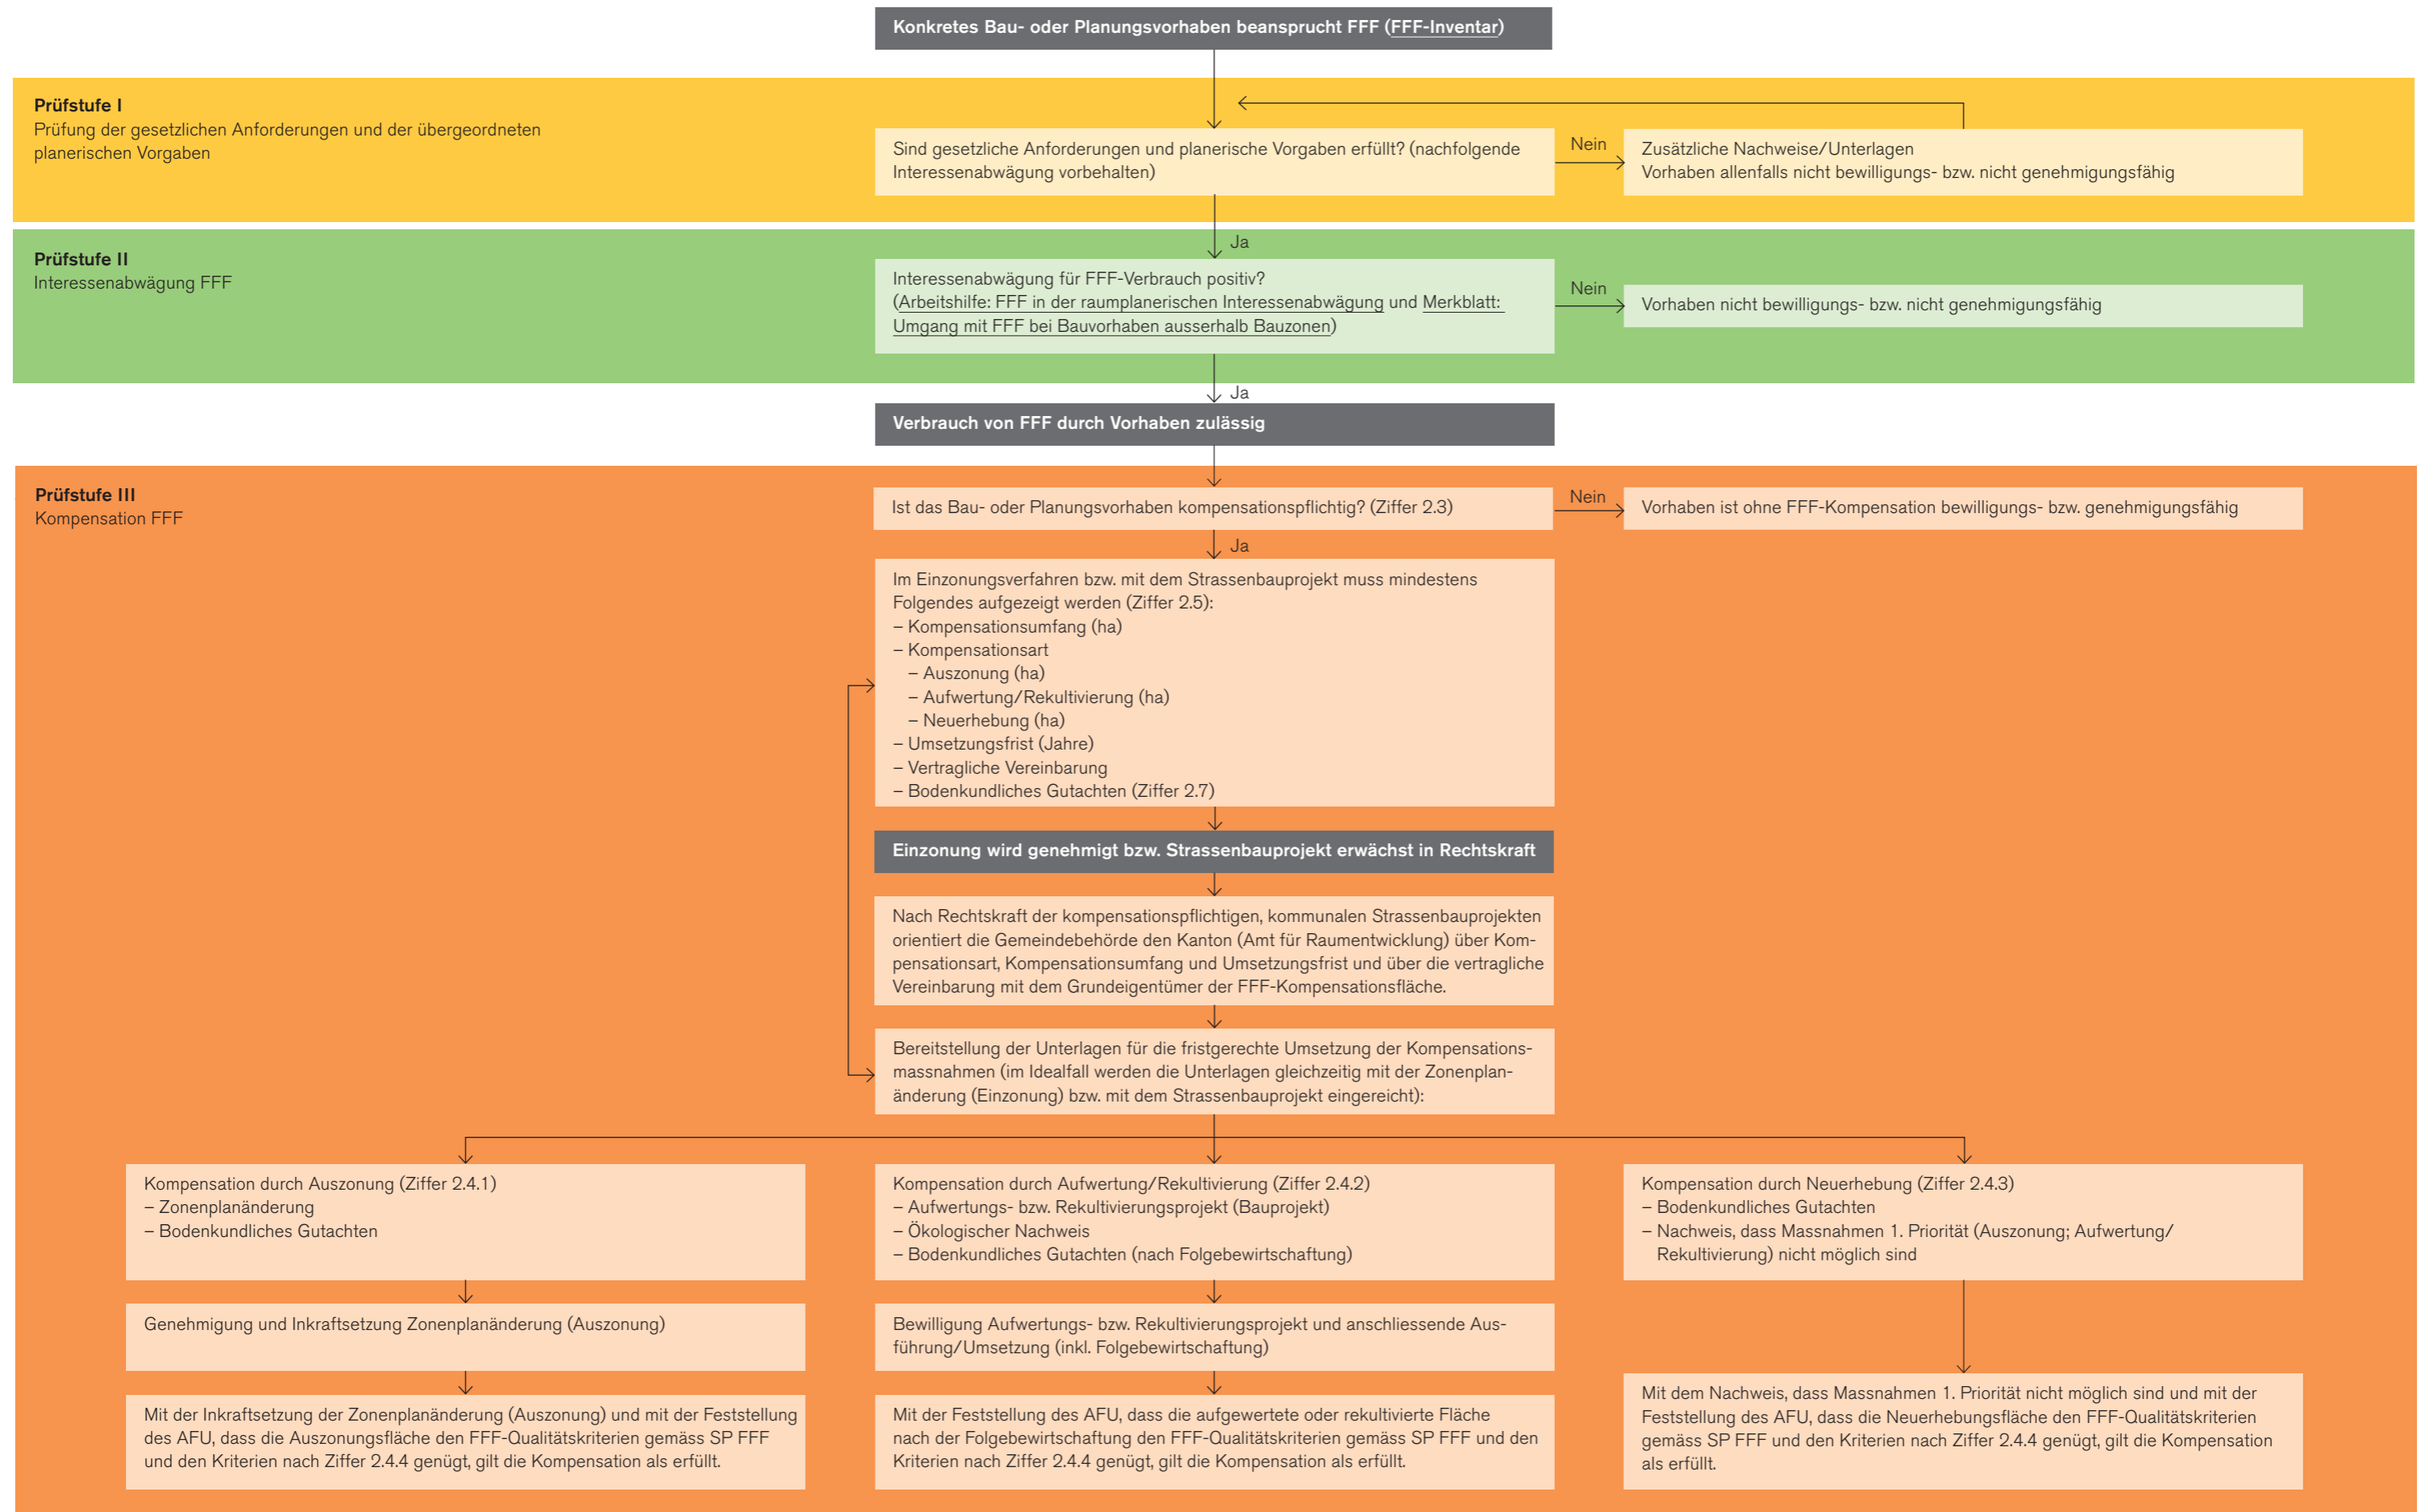 Konkretes Bau- oder Planungsvorhaben beansprucht FFF (FFF-Inventar)
Prüfstufe I
Prüfung der gesetzlichen Anforderungen und der übergeordneten
planerischen Vorgaben
Sind gesetzliche Anforderungen und planerische Vorgaben erfüllt? (nachfolgende
Interessenabwägung vorbehalten)
Nein
Zusätzliche Nachweise/Unterlagen
Vorhaben allenfalls nicht bewilligungs- bzw. nicht genehmigungsfähig
Ja
Prüfstufe II
Interessenabwägung FFF
Interessenabwägung für FFF-Verbrauch positiv?
(Arbeitshilfe: FFF in der raumplanerischen Interessenabwägung und Merkblatt:
Umgang mit FFF bei Bauvorhaben ausserhalb Bauzonen)
Nein
Vorhaben nicht bewilligungs- bzw. nicht genehmigungsfähig
Ja
Verbrauch von FFF durch Vorhaben zulässig
Prüfstufe III
Kompensation FFF
Ist das Bau- oder Planungsvorhaben kompensationspflichtig? (Ziffer 2.3)
Nein
Vorhaben ist ohne FFF-Kompensation bewilligungs- bzw. genehmigungsfähig
Ja
Im Einzonungsverfahren bzw. mit dem Strassenbauprojekt muss mindestens
Folgendes aufgezeigt werden (Ziffer 2.5):
– Kompensationsumfang (ha)
– Kompensationsart
– Auszonung (ha)
– Aufwertung/Rekultivierung (ha)
– Neuerhebung (ha)
– Umsetzungsfrist (Jahre)
– Vertragliche Vereinbarung
– Bodenkundliches Gutachten (Ziffer 2.7)
Einzonung wird genehmigt bzw. Strassenbauprojekt erwächst in Rechtskraft
Nach Rechtskraft der kompensationspflichtigen, kommunalen Strassenbauprojekten
orientiert die Gemeindebehörde den Kanton (Amt für Raumentwicklung) über Kom-
pensationsart, Kompensationsumfang und Umsetzungsfrist und über die vertragliche
Vereinbarung mit dem Grundeigentümer der FFF-Kompensationsfläche.
Bereitstellung der Unterlagen für die fristgerechte Umsetzung der Kompensations-
massnahmen (im Idealfall werden die Unterlagen gleichzeitig mit der Zonenplan-
änderung (Einzonung) bzw. mit dem Strassenbauprojekt eingereicht):
Kompensation durch Auszonung (Ziffer 2.4.1)
– Zonenplanänderung
– Bodenkundliches Gutachten
Kompensation durch Aufwertung/Rekultivierung (Ziffer 2.4.2)
– Aufwertungs- bzw. Rekultivierungsprojekt (Bauprojekt)
– Ökologischer Nachweis
– Bodenkundliches Gutachten (nach Folgebewirtschaftung)
Kompensation durch Neuerhebung (Ziffer 2.4.3)
– Bodenkundliches Gutachten
– Nachweis, dass Massnahmen 1. Priorität (Auszonung; Aufwertung/
Rekultivierung) nicht möglich sind
Genehmigung und Inkraftsetzung Zonenplanänderung (Auszonung)
Bewilligung Aufwertungs- bzw. Rekultivierungsprojekt und anschliessende Aus-
führung/Umsetzung (inkl. Folgebewirtschaftung)
Mit der Inkraftsetzung der Zonenplanänderung (Auszonung) und mit der Feststellung
des AFU, dass die Auszonungsfläche den FFF-Qualitätskriterien gemäss SP FFF
und den Kriterien nach Ziffer 2.4.4 genügt, gilt die Kompensation als erfüllt.
Mit der Feststellung des AFU, dass die aufgewertete oder rekultivierte Fläche
nach der Folgebewirtschaftung den FFF-Qualitätskriterien gemäss SP FFF und den
Kriterien nach Ziffer 2.4.4 genügt, gilt die Kompensation als erfüllt.
Mit dem Nachweis, dass Massnahmen 1. Priorität nicht möglich sind und mit der
Feststellung des AFU, dass die Neuerhebungsfläche den FFF-Qualitätskriterien
gemäss SP FFF und den Kriterien nach Ziffer 2.4.4 genügt, gilt die Kompensation
als erfüllt.